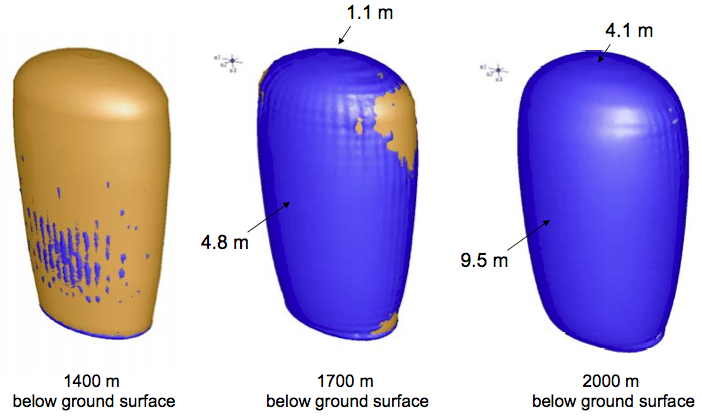 1.1 m
4.1 m
4.8 m
9.5 m
1400 m
below ground surface
1700 m
below ground surface
2000 m
below ground surface